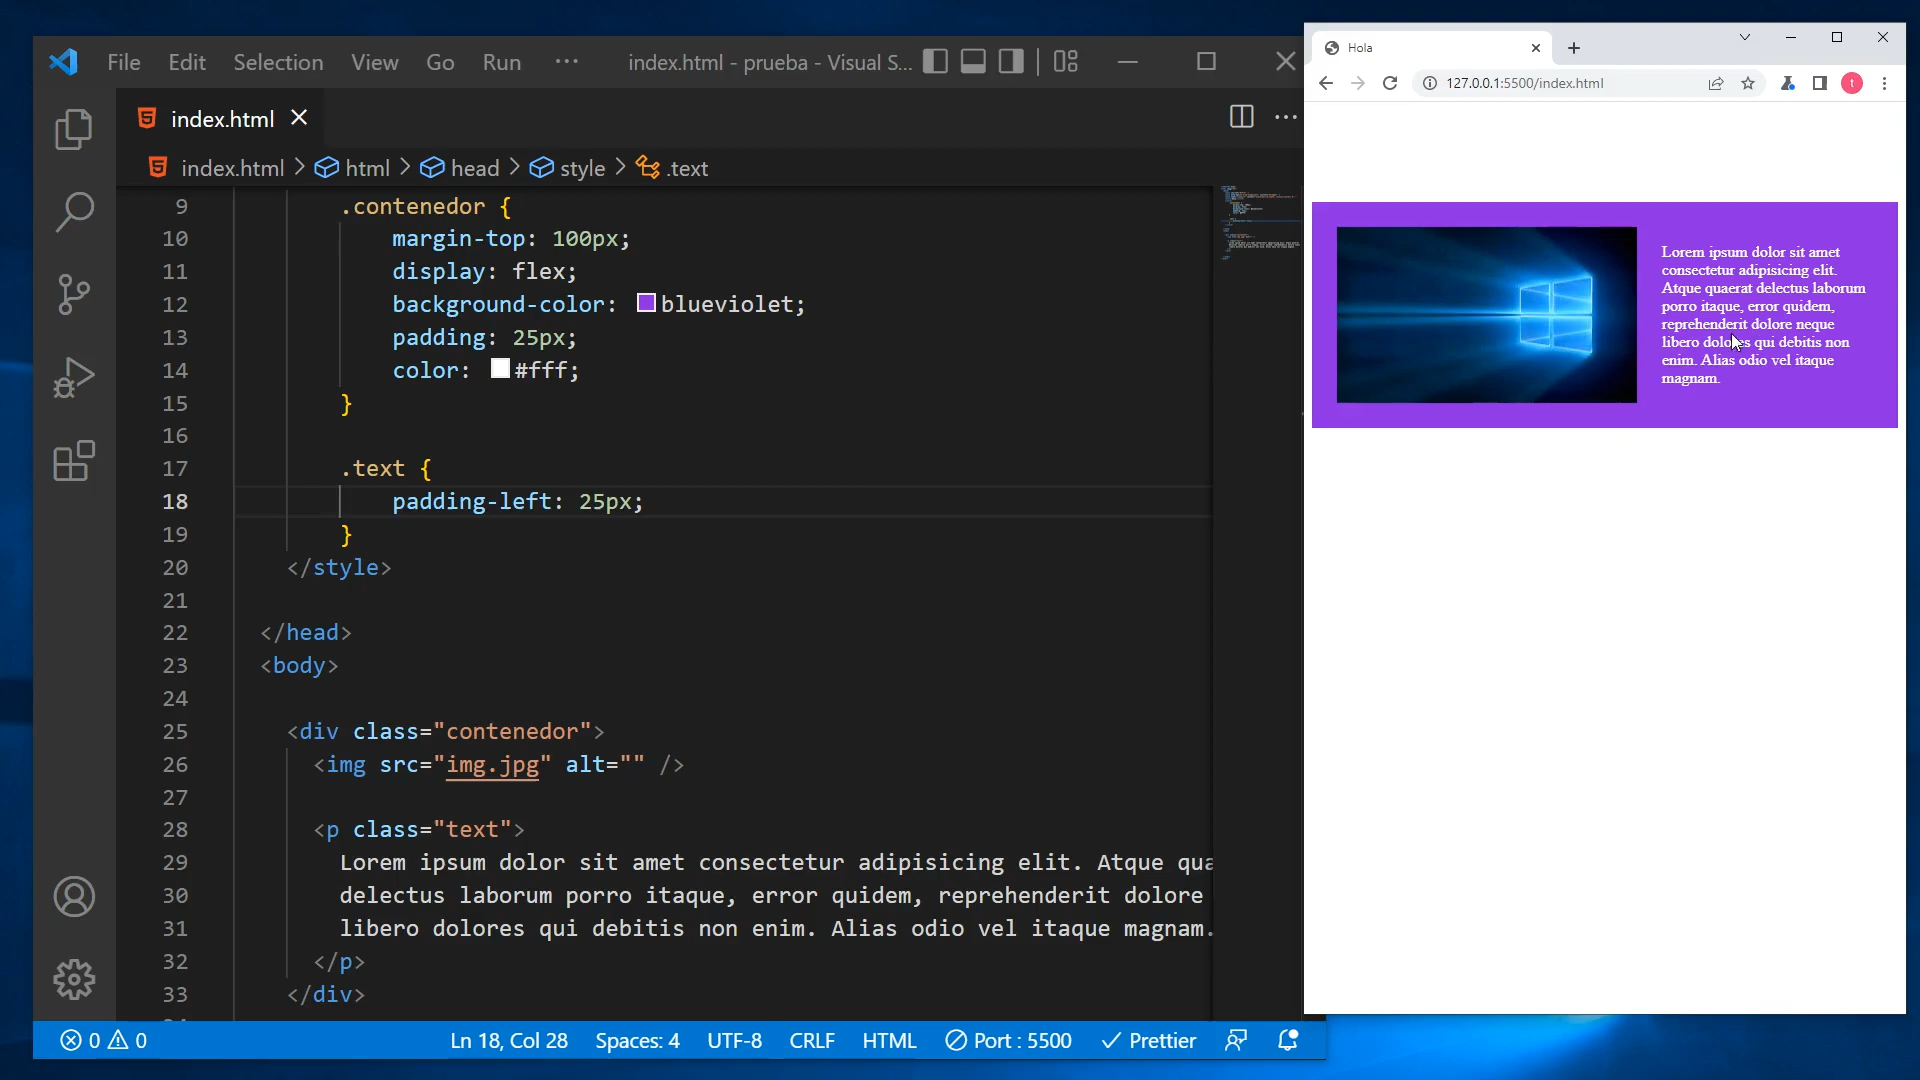 File Edit Selection View Go Run ··· index.html - prueba - Visual S...
index.html
index.html > html > head > style > .text
9 .contenedor {
10 margin-top: 100px;
11 display: flex;
12 background-color: blueviolet;
13 padding: 25px;
14 color: #fff;
15 }
16
17 .text {
18 padding-left: 25px;
19 }
20 </style>
21
22 </head>
23 <body>
24
25 <div class="contenedor">
26 <img src="img.jpg" alt="" />
27
28 <p class="text">
29 Lorem ipsum dolor sit amet consectetur adipisicing elit. Atque qua
30 delectus laborum porro itaque, error quidem, reprehenderit dolore
31 libero dolores qui debitis non enim. Alias odio vel itaque magnam.
32 </p>
33 </div>
0 0 Ln 18, Col 28 Spaces: 4 UTF-8 CRLF HTML Port : 5500 Prettier
Hola
127.0.0.1:5500/index.html
t
Lorem ipsum dolor sit amet
consectetur adipisicing elit.
Atque quaerat delectus laborum
porro itaque, error quidem,
reprehenderit dolore neque
libero dolores qui debitis non
enim. Alias odio vel itaque
magnam.